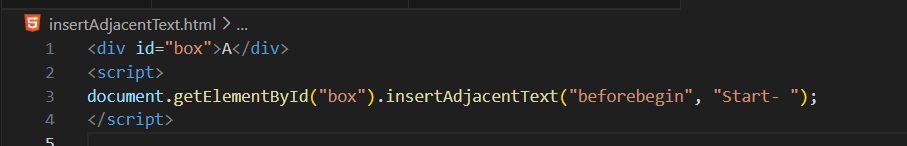 insertAdjacentText.html > ...
1 <div id="box">A</div>
2 <script>
3 document.getElementById("box").insertAdjacentText("beforebegin", "Start- ");
4 </script>
5